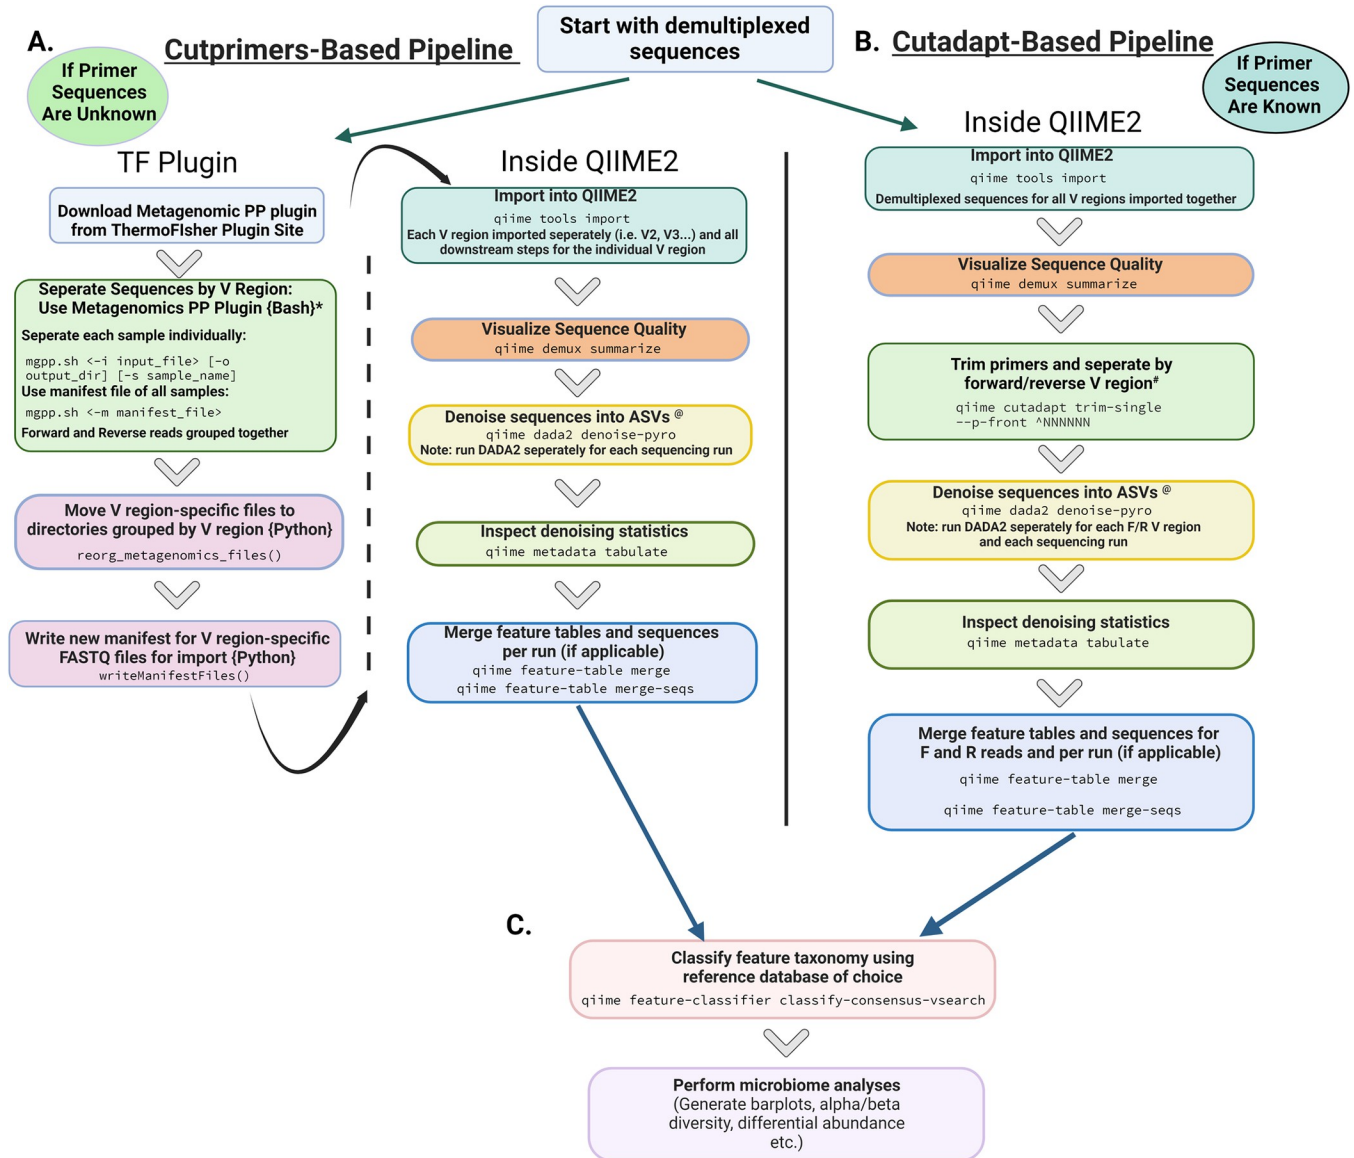 Start with demultiplexed
sequences
A.
Cutprimers-Based Pipeline
If Primer
Sequences
Are Unknown
TF Plugin
Download Metagenomic PP plugin
from ThermoFIsher Plugin Site
Seperate Sequences by V Region:
Use Metagenomics PP Plugin {Bash}*
Seperate each sample individually:
mgpp.sh <-i input_file> [-o
output_dir] [-s sample_name]
Use manifest file of all samples:
mgpp.sh <-m manifest_file>
Forward and Reverse reads grouped together
Move V region-specific files to
directories grouped by V region {Python}
reorg_metagenomics_files()
Write new manifest for V region-specific
FASTQ files for import {Python}
writeManifestFiles()
Inside QIIME2
Import into QIIME2
qiime tools import
Each V region imported seperately (i.e. V2, V3...) and all
downstream steps for the individual V region
Visualize Sequence Quality
qiime demux summarize
Denoise sequences into ASVs @
qiime dada2 denoise-pyro
Note: run DADA2 seperately for each sequencing run
Inspect denoising statistics
qiime metadata tabulate
Merge feature tables and sequences
per run (if applicable)
qiime feature-table merge
qiime feature-table merge-seqs
B.
Cutadapt-Based Pipeline
If Primer
Sequences
Are Known
Inside QIIME2
Import into QIIME2
qiime tools import
Demultiplexed sequences for all V regions imported together
Visualize Sequence Quality
qiime demux summarize
Trim primers and seperate by
forward/reverse V region#
qiime cutadapt trim-single
--p-front ^NNNNNN
Denoise sequences into ASVs @
qiime dada2 denoise-pyro
Note: run DADA2 seperately for each F/R V region
and each sequencing run
Inspect denoising statistics
qiime metadata tabulate
Merge feature tables and sequences for
F and R reads and per run (if applicable)
qiime feature-table merge
qiime feature-table merge-seqs
C.
Classify feature taxonomy using
reference database of choice
qiime feature-classifier classify-consensus-vsearch
Perform microbiome analyses
(Generate barplots, alpha/beta
diversity, differential abundance
etc.)